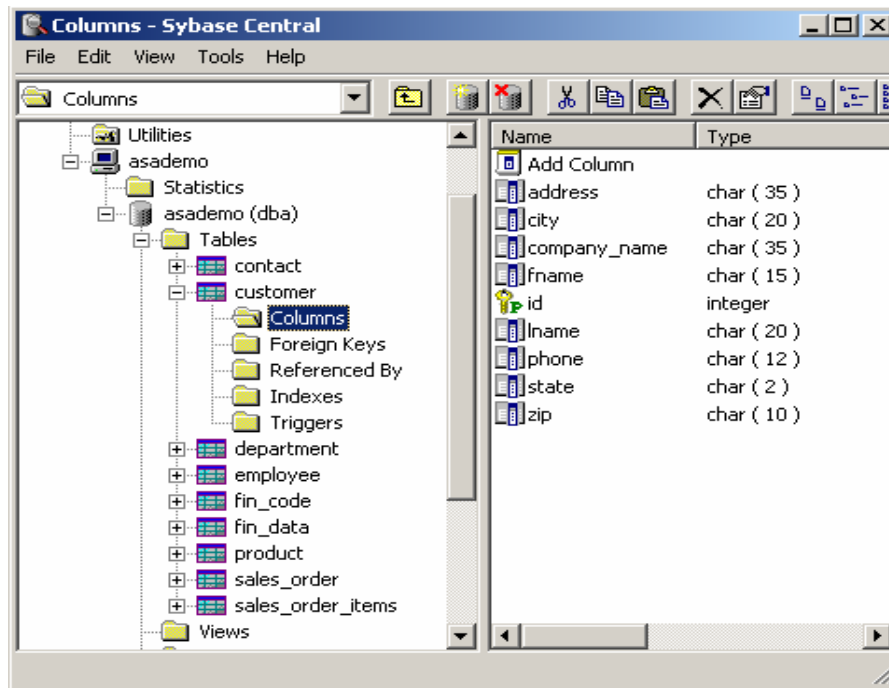 Columns - Sybase Central
File Edit View Tools Help
Columns
Utilities
asademo
Statistics
asademo (dba)
Tables
contact
customer
Columns
Foreign Keys
Referenced By
Indexes
Triggers
department
employee
fin_code
fin_data
product
sales_order
sales_order_items
Views
Name Type
Add Column
address char ( 35 )
city char ( 20 )
company_name char ( 35 )
fname char ( 15 )
id integer
lname char ( 20 )
phone char ( 12 )
state char ( 2 )
zip char ( 10 )